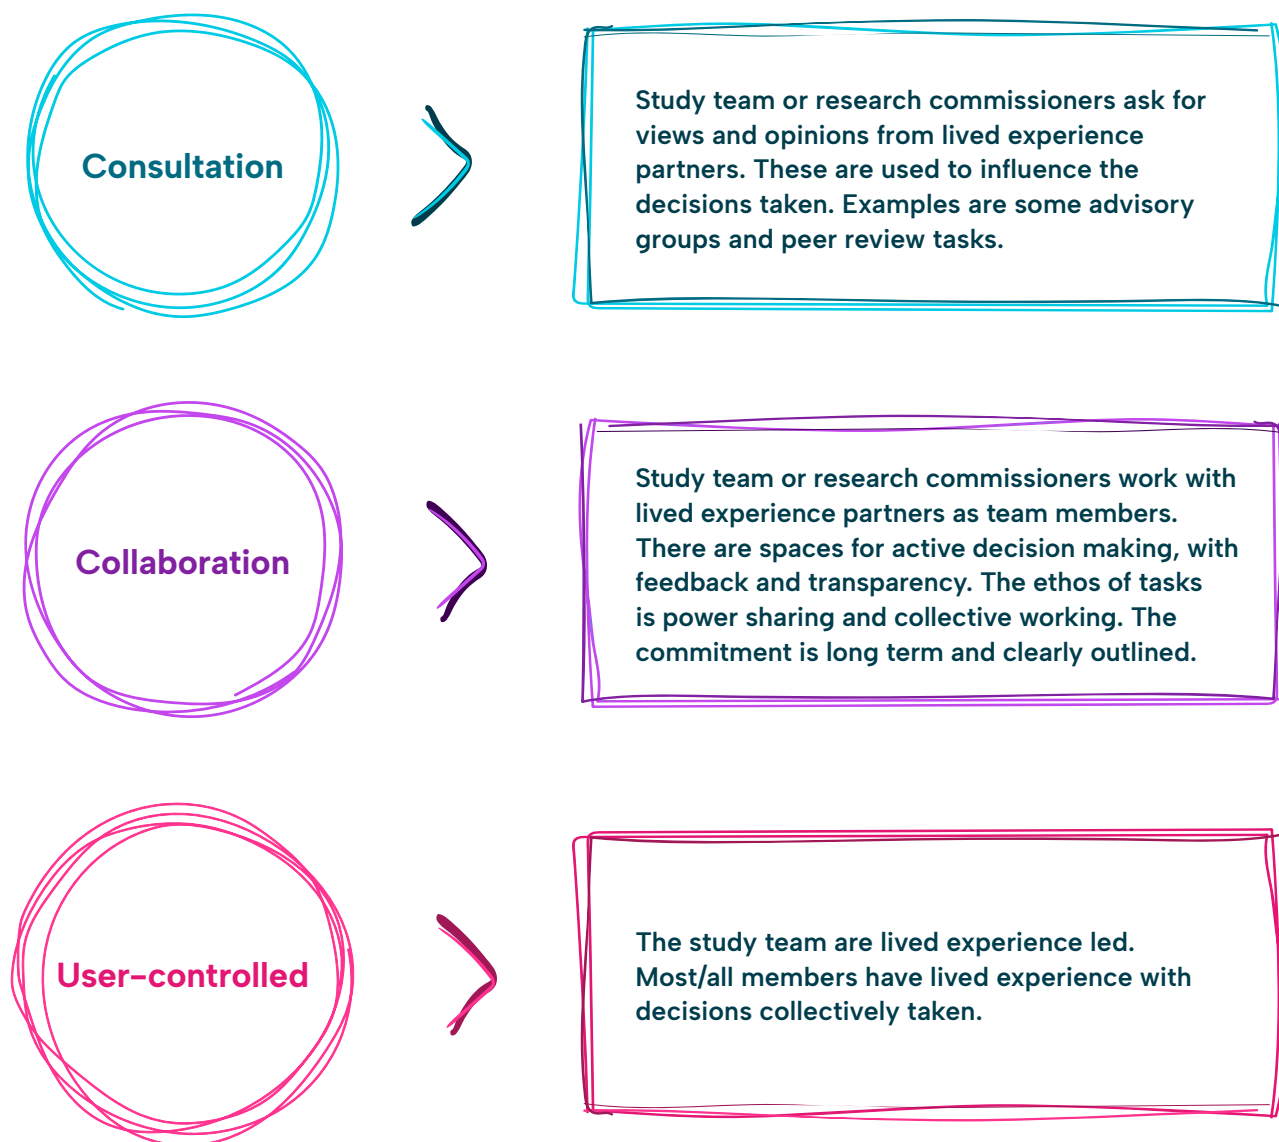 Consultation
Study team or research commissioners ask for
views and opinions from lived experience
partners. These are used to influence the
decisions taken. Examples are some advisory
groups and peer review tasks.
Collaboration
Study team or research commissioners work with
lived experience partners as team members.
There are spaces for active decision making, with
feedback and transparency. The ethos of tasks
is power sharing and collective working. The
commitment is long term and clearly outlined.
User-controlled
The study team are lived experience led.
Most/all members have lived experience with
decisions collectively taken.